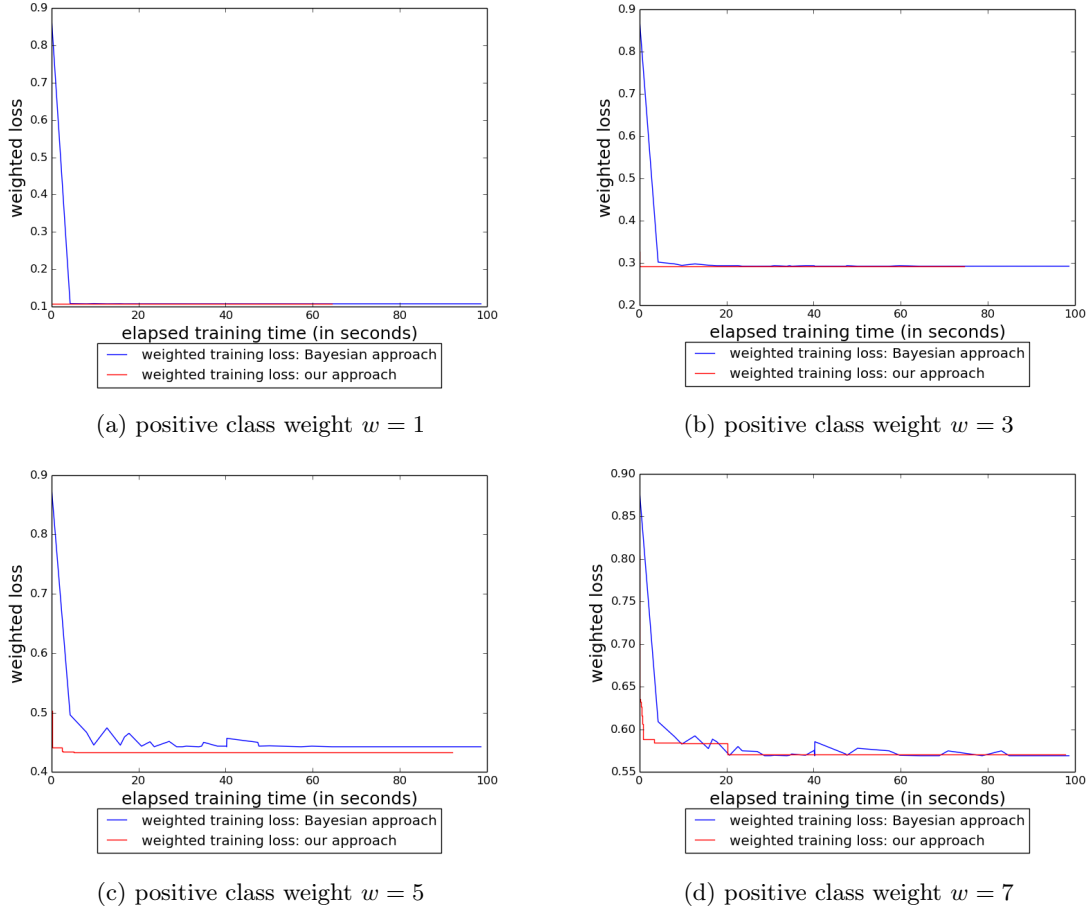 0.9
0.8
0.7
0.6
0.5
0.4
0.3
0.2
0.1
weighted loss
0 20 40 60 80 100
elapsed training time (in seconds)
weighted training loss: Bayesian approach
weighted training loss: our approach
(a) positive class weight w = 1
0.9
0.8
0.7
0.6
0.5
0.4
0.3
0.2
weighted loss
0 20 40 60 80 100
elapsed training time (in seconds)
weighted training loss: Bayesian approach
weighted training loss: our approach
(b) positive class weight w = 3
0.9
0.8
0.7
0.6
0.5
0.4
weighted loss
0 20 40 60 80 100
elapsed training time (in seconds)
weighted training loss: Bayesian approach
weighted training loss: our approach
(c) positive class weight w = 5
0.90
0.85
0.80
0.75
0.70
0.65
0.60
0.55
weighted loss
0 20 40 60 80 100
elapsed training time (in seconds)
weighted training loss: Bayesian approach
weighted training loss: our approach
(d) positive class weight w = 7